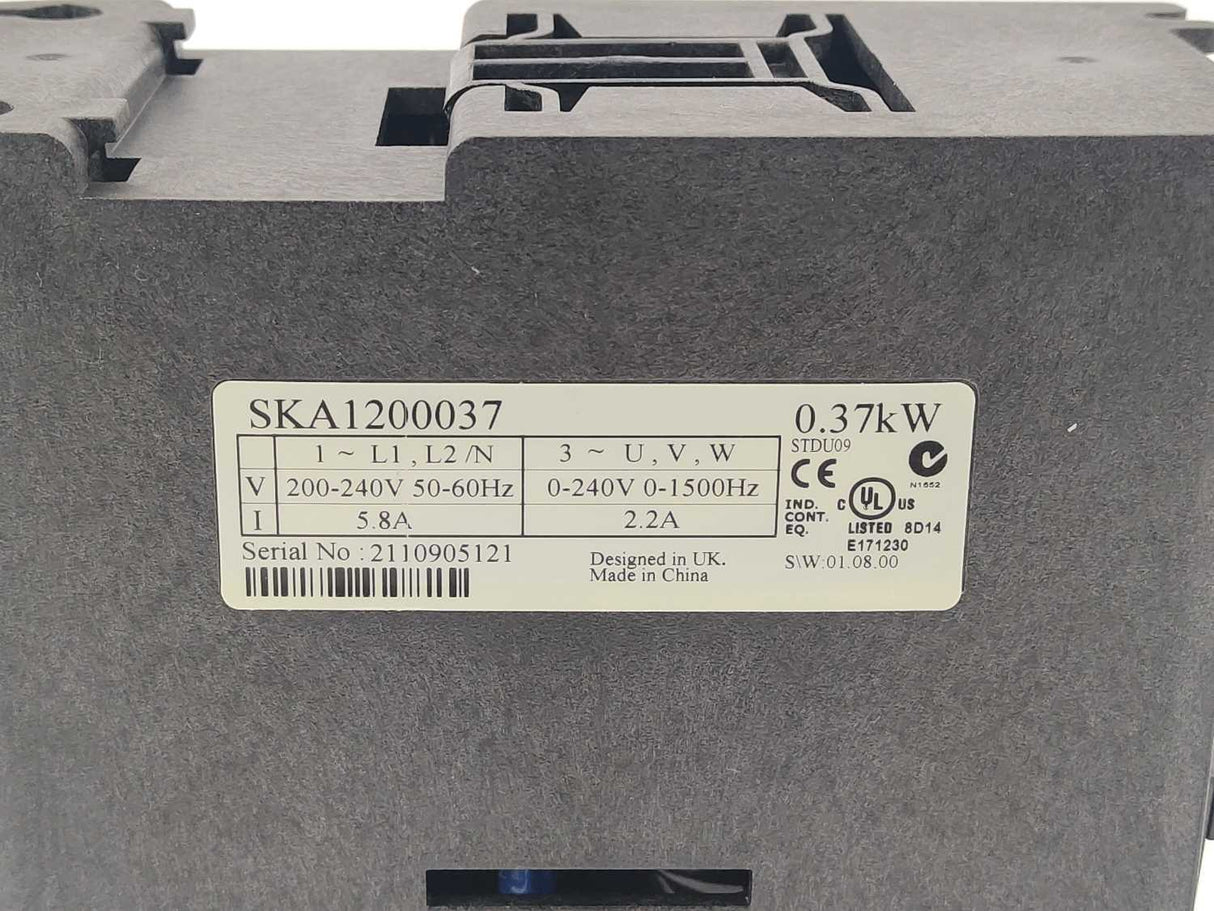 SKA1200037 0.37kW
STDU09
1 ~ L1 , L2 /N 3 ~ U , V , W
V 200-240V 50-60Hz 0-240V 0-1500Hz
I 5.8A 2.2A
CE
N1652
IND.
CONT.
EQ.
C UL US
LISTED 8D14
E171230
Serial No : 2110905121
Designed in UK.
Made in China
S\W:01.08.00